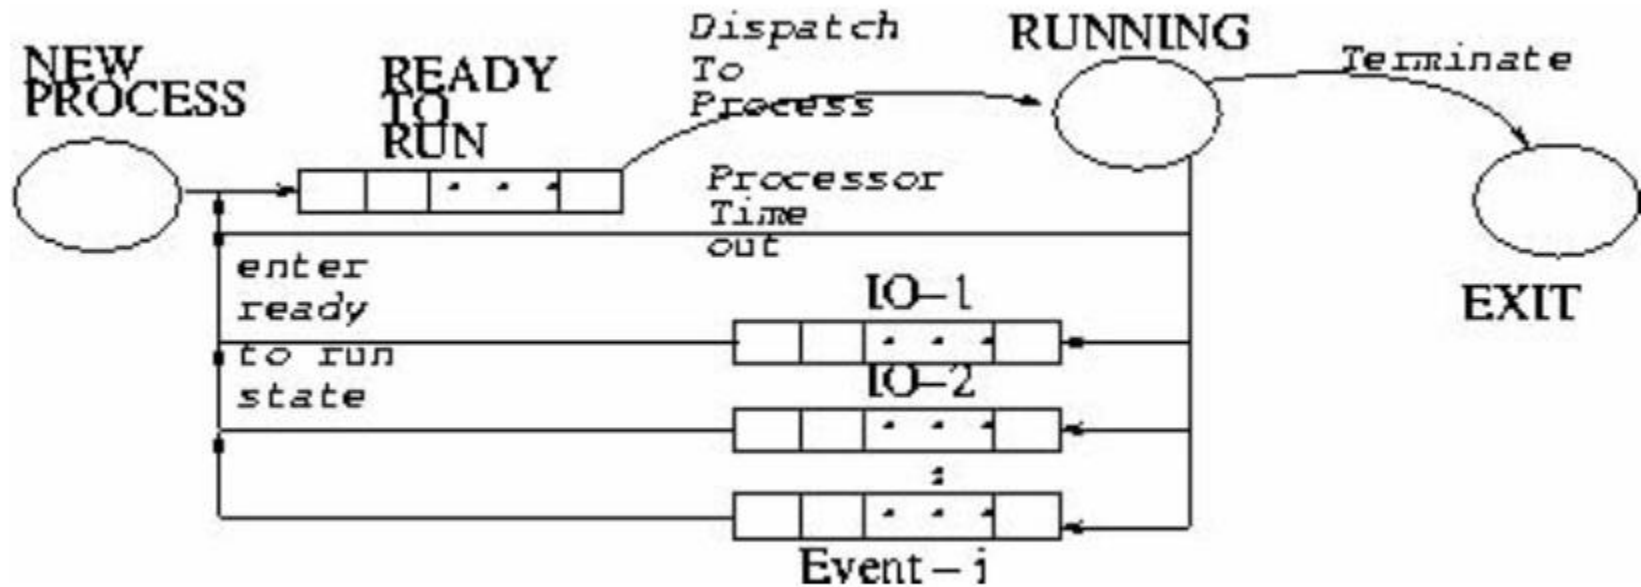 NEW
PROCESS
READY
TO
RUN
Dispatch
To
Process
RUNNING
Terminate
EXIT
Processor
Time
out
enter
ready
to run
state
IO-1
IO-2
Event-i